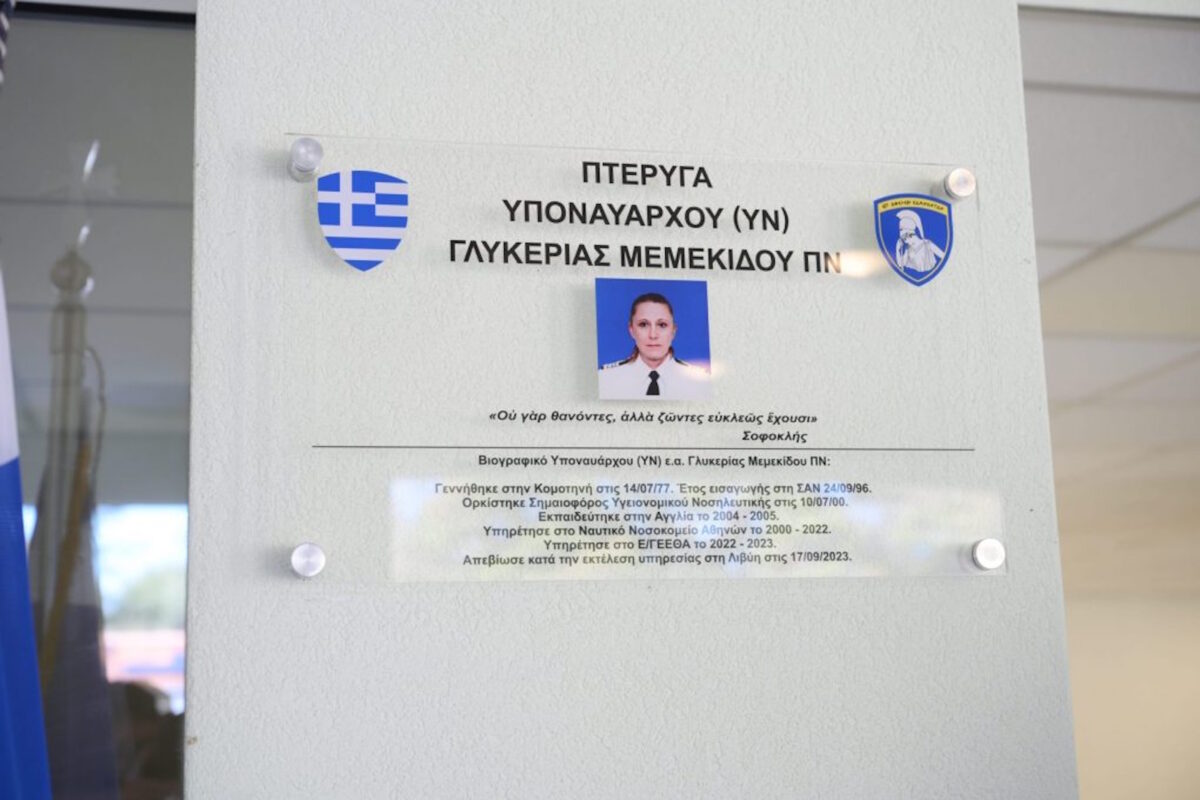 ΠΤΕΡΥΓΑ
ΥΠΟΝΑΥΑΡΧΟΥ (ΥΝ)
ΓΛΥΚΕΡΙΑΣ ΜΕΜΕΚΙΔΟΥ ΠΝ
«Οὐ γὰρ θανόντες, ἀλλὰ ζῶντες εὐκλεῶς ἔχουσι»
Σοφοκλής
Βιογραφικό Υποναυάρχου (ΥΝ) ε.α. Γλυκερίας Μεμεκίδου ΠΝ:
Γεννήθηκε στην Κομοτηνή στις 14/07/77. Έτος εισαγωγής στη ΣΑΝ 24/09/96.
Ορκίστηκε Σημαιοφόρος Υγειονομικού Νοσηλευτικής στις 10/07/00.
Εκπαιδεύτηκε στην Αγγλία το 2004 - 2005.
Υπηρέτησε στο Ναυτικό Νοσοκομείο Αθηνών το 2000 - 2022.
Υπηρέτησε στο Ε/ΓΕΕΘΑ το 2022 - 2023.
Απεβίωσε κατά την εκτέλεση υπηρεσίας στη Λιβύη στις 17/09/2023.